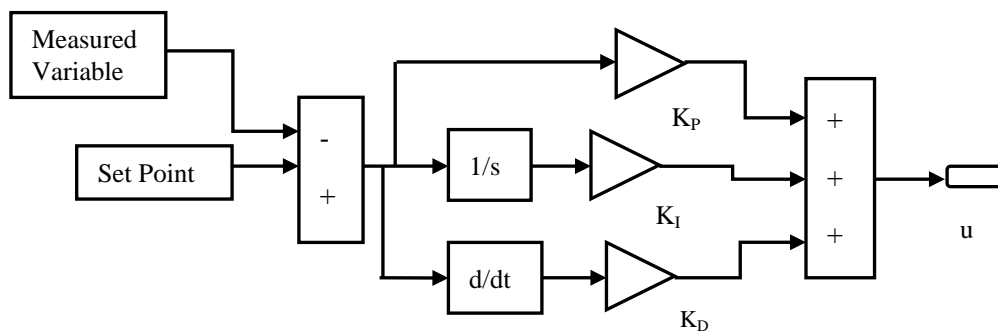 Measured
Variable
Set Point
-
+
1/s
d/dt
K_P
K_I
K_D
+
+
+
u